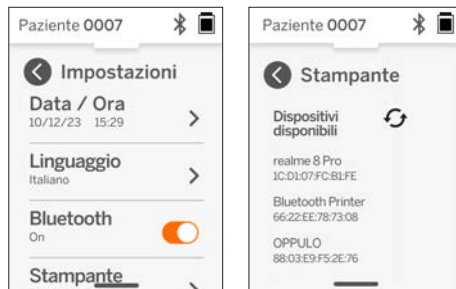 Paziente 0007
Impostazioni
Data / Ora
10/12/23 15:29
Linguaggio
Italiano
Bluetooth
On
Stampante
Paziente 0007
Stampante
Dispositivi
disponibili
realme 8 Pro
1C:D1:07:FC:B1:FE
Bluetooth Printer
66:22:EE:78:73:08
OPPULO
88:03:E9:F5:2E:76